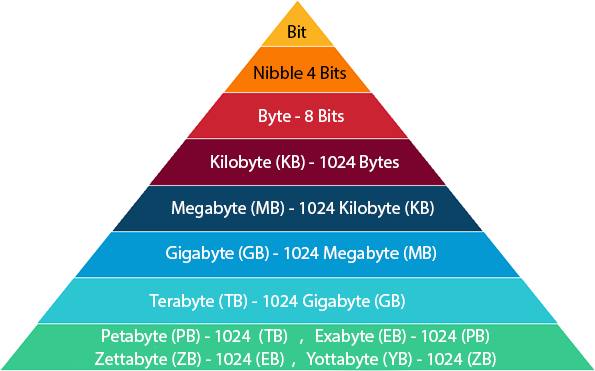 Bit
Nibble 4 Bits
Byte - 8 Bits
Kilobyte (KB) - 1024 Bytes
Megabyte (MB) - 1024 Kilobyte (KB)
Gigabyte (GB) - 1024 Megabyte (MB)
Terabyte (TB) - 1024 Gigabyte (GB)
Petabyte (PB) - 1024 (TB) , Exabyte (EB) - 1024 (PB)
Zettabyte (ZB) - 1024 (EB) , Yottabyte (YB) - 1024 (ZB)